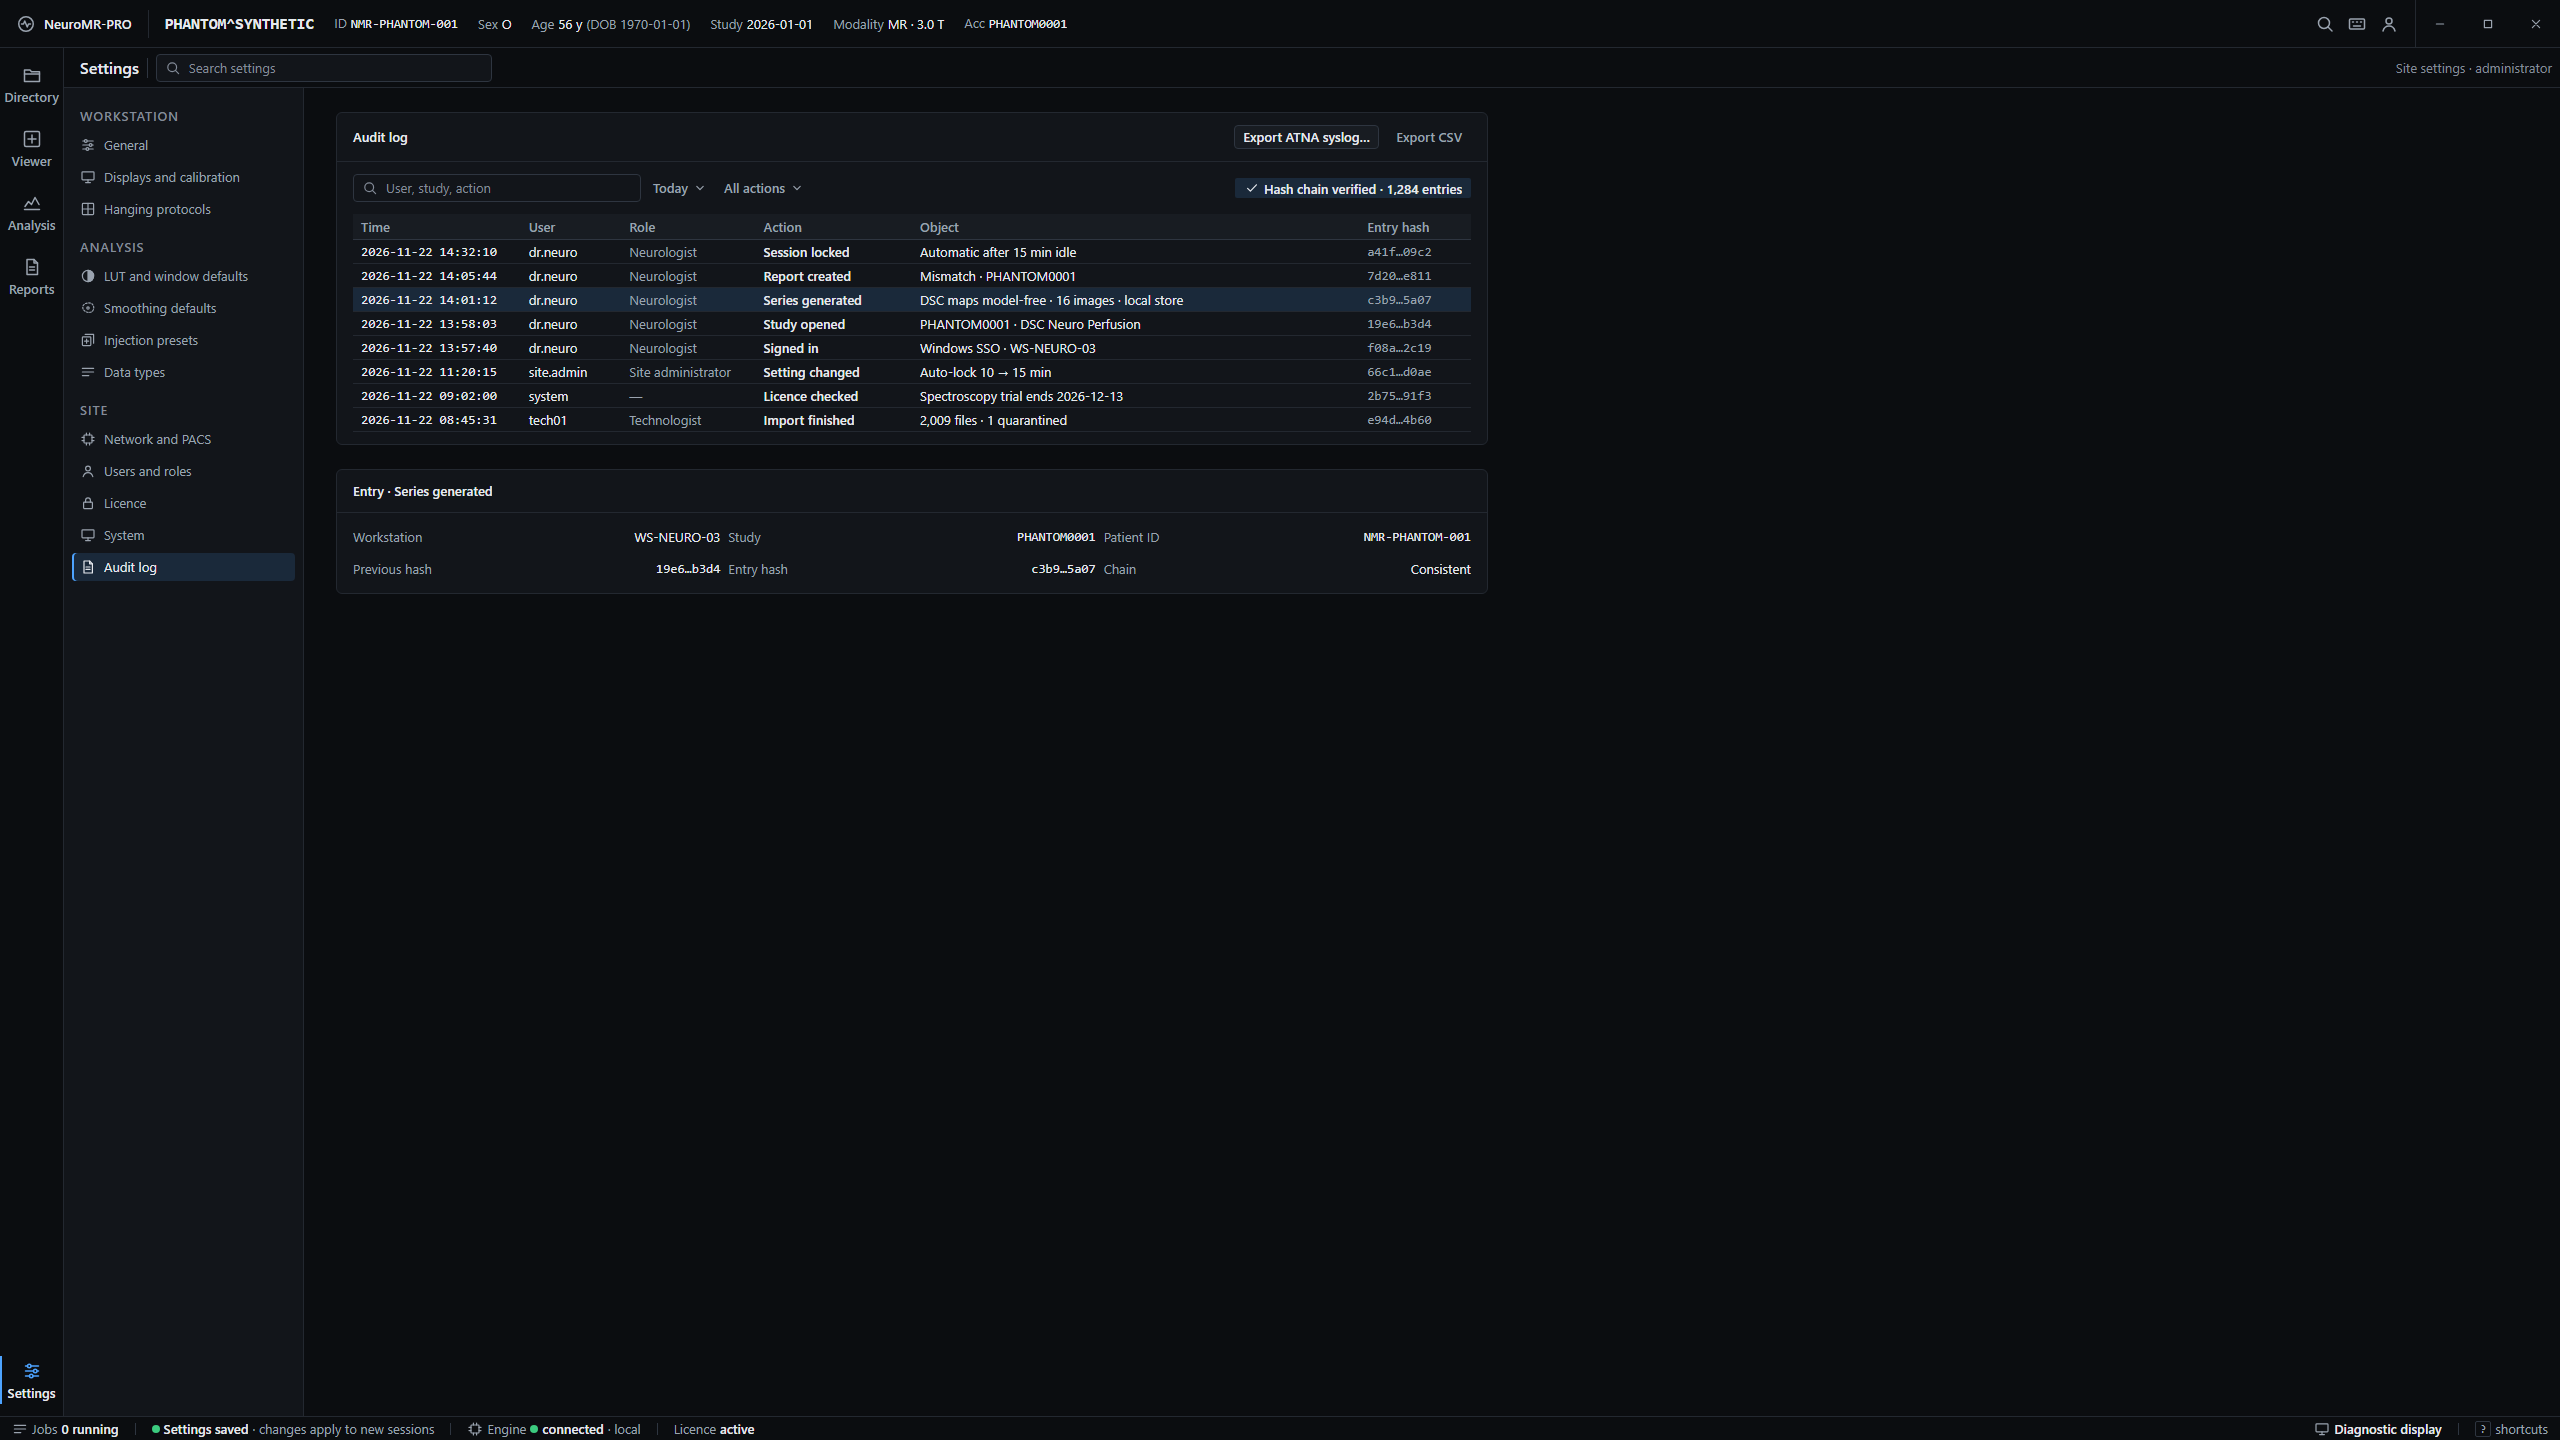 NeuroMR-PRO PHANTOM^SYNTHETIC ID NMR-PHANTOM-001 Sex O Age 56 y (DOB 1970-01-01) Study 2026-01-01 Modality MR · 3.0 T Acc PHANTOM0001
Settings Search settings Site settings · administrator
Directory
Viewer
Analysis
Reports
WORKSTATION
General
Displays and calibration
Hanging protocols
ANALYSIS
LUT and window defaults
Smoothing defaults
Injection presets
Data types
SITE
Network and PACS
Users and roles
Licence
System
Audit log
Audit log Export ATNA syslog... Export CSV
User, study, action Today All actions Hash chain verified · 1,284 entries
Time User Role Action Object Entry hash
2026-11-22 14:32:10 dr.neuro Neurologist Session locked Automatic after 15 min idle a41f…09c2
2026-11-22 14:05:44 dr.neuro Neurologist Report created Mismatch · PHANTOM0001 7d20…e811
2026-11-22 14:01:12 dr.neuro Neurologist Series generated DSC maps model-free · 16 images · local store c3b9…5a07
2026-11-22 13:58:03 dr.neuro Neurologist Study opened PHANTOM0001 · DSC Neuro Perfusion 19e6…b3d4
2026-11-22 13:57:40 dr.neuro Neurologist Signed in Windows SSO · WS-NEURO-03 f08a…2c19
2026-11-22 11:20:15 site.admin Site administrator Setting changed Auto-lock 10 → 15 min 66c1…d0ae
2026-11-22 09:02:00 system — Licence checked Spectroscopy trial ends 2026-12-13 2b75…91f3
2026-11-22 08:45:31 tech01 Technologist Import finished 2,009 files · 1 quarantined e94d…4b60
Entry · Series generated
Workstation WS-NEURO-03 Study PHANTOM0001 Patient ID NMR-PHANTOM-001
Previous hash 19e6…b3d4 Entry hash c3b9…5a07 Chain Consistent
Settings
Jobs 0 running Settings saved · changes apply to new sessions Engine connected · local Licence active Diagnostic display ? shortcuts